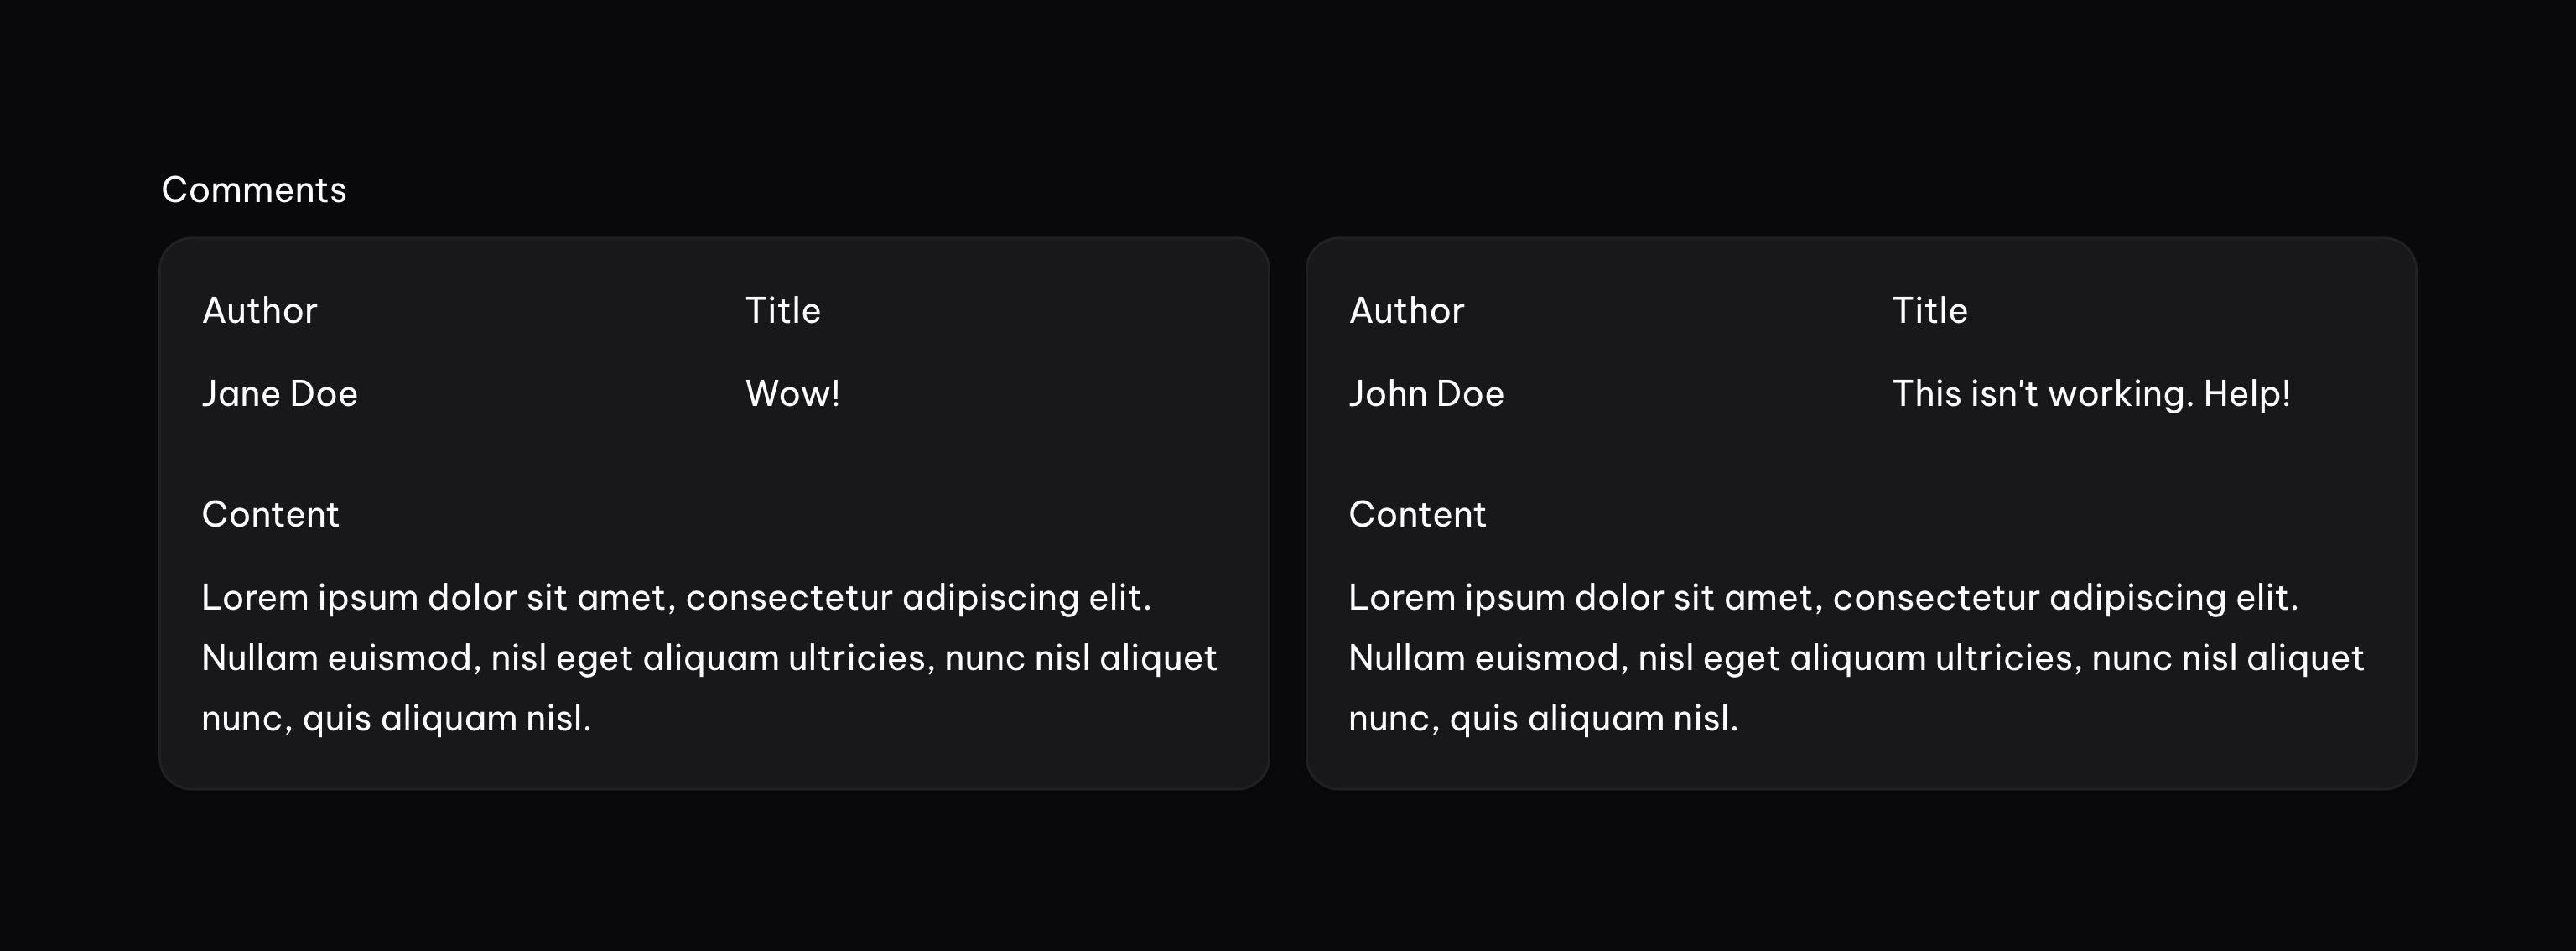 Comments
Author
Title
Jane Doe
Wow!
Content
Lorem ipsum dolor sit amet, consectetur adipiscing elit.
Nullam euismod, nisl eget aliquam ultricies, nunc nisl aliquet
nunc, quis aliquam nisl.
Author
Title
John Doe
This isn't working. Help!
Content
Lorem ipsum dolor sit amet, consectetur adipiscing elit.
Nullam euismod, nisl eget aliquam ultricies, nunc nisl aliquet
nunc, quis aliquam nisl.